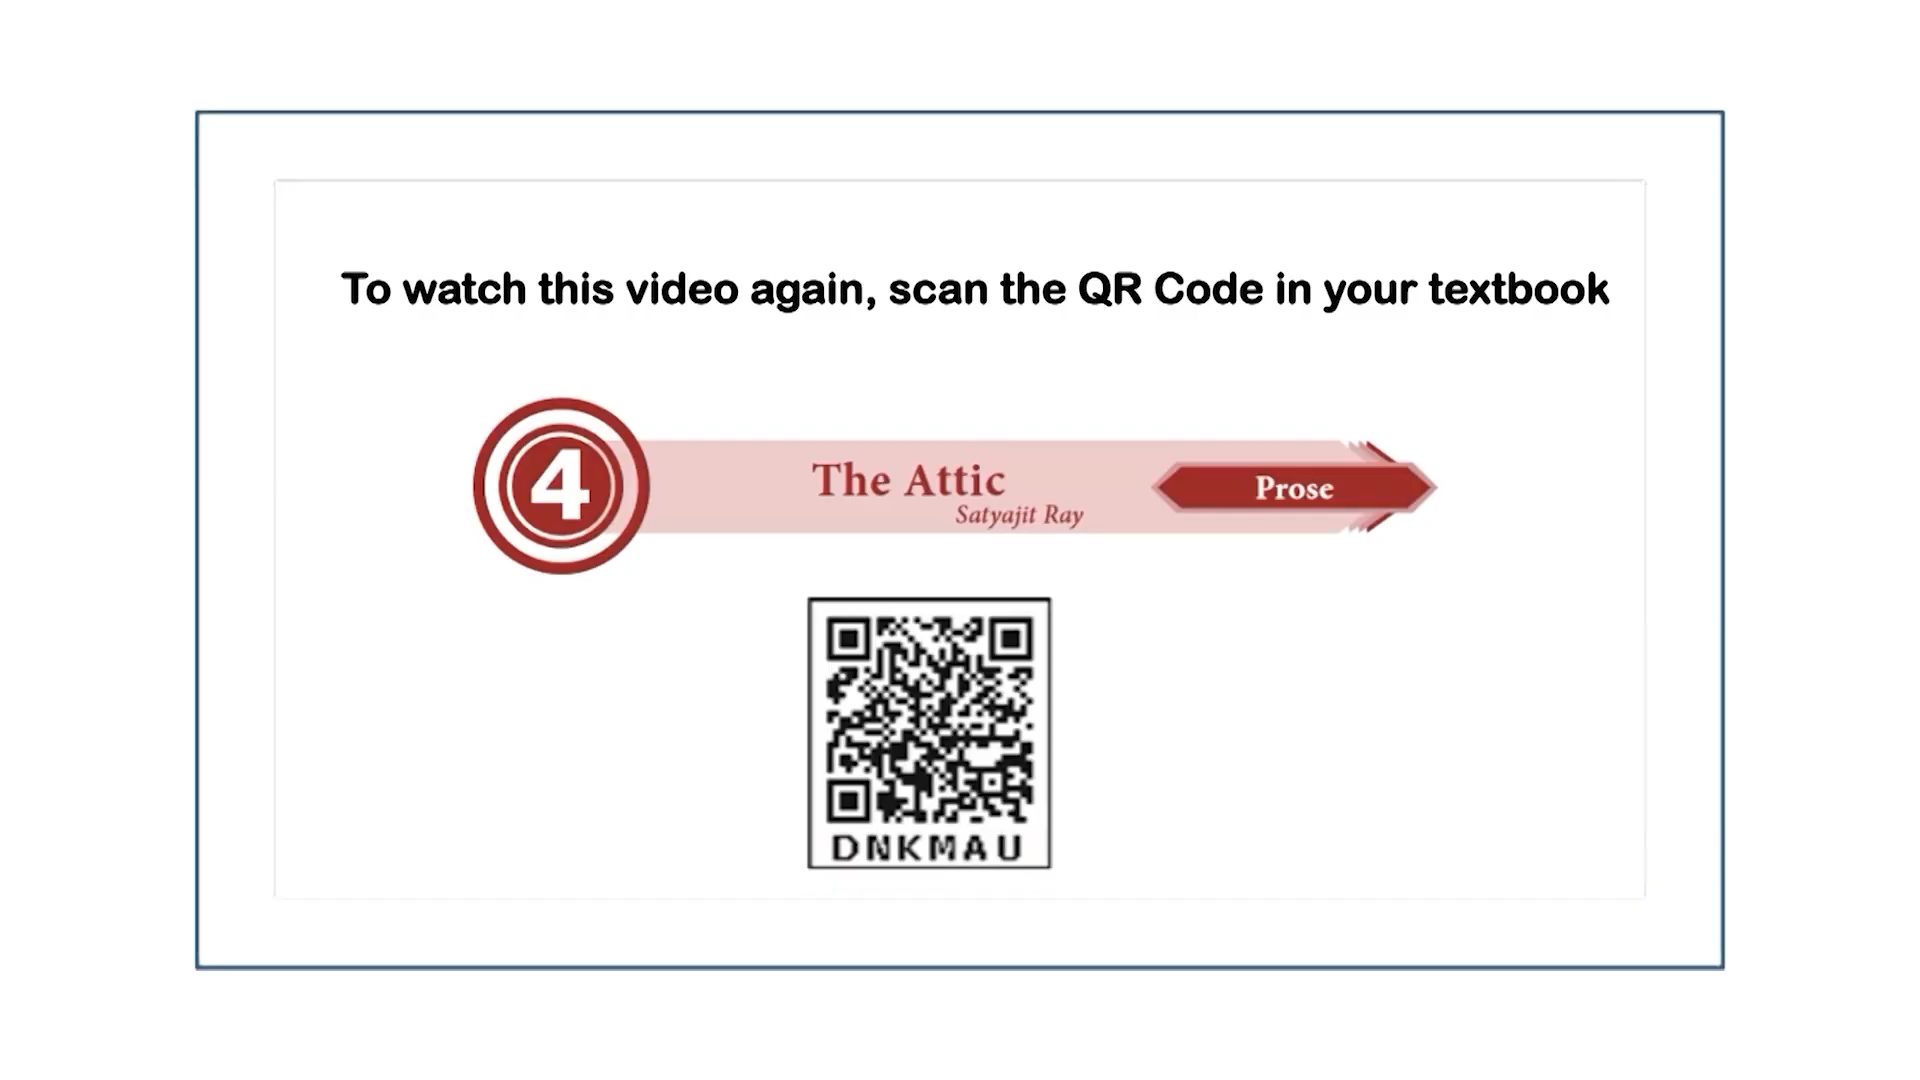 To watch this video again, scan the QR Code in your textbook
4
The Attic
Satyajit Ray
Prose
DNKMAU